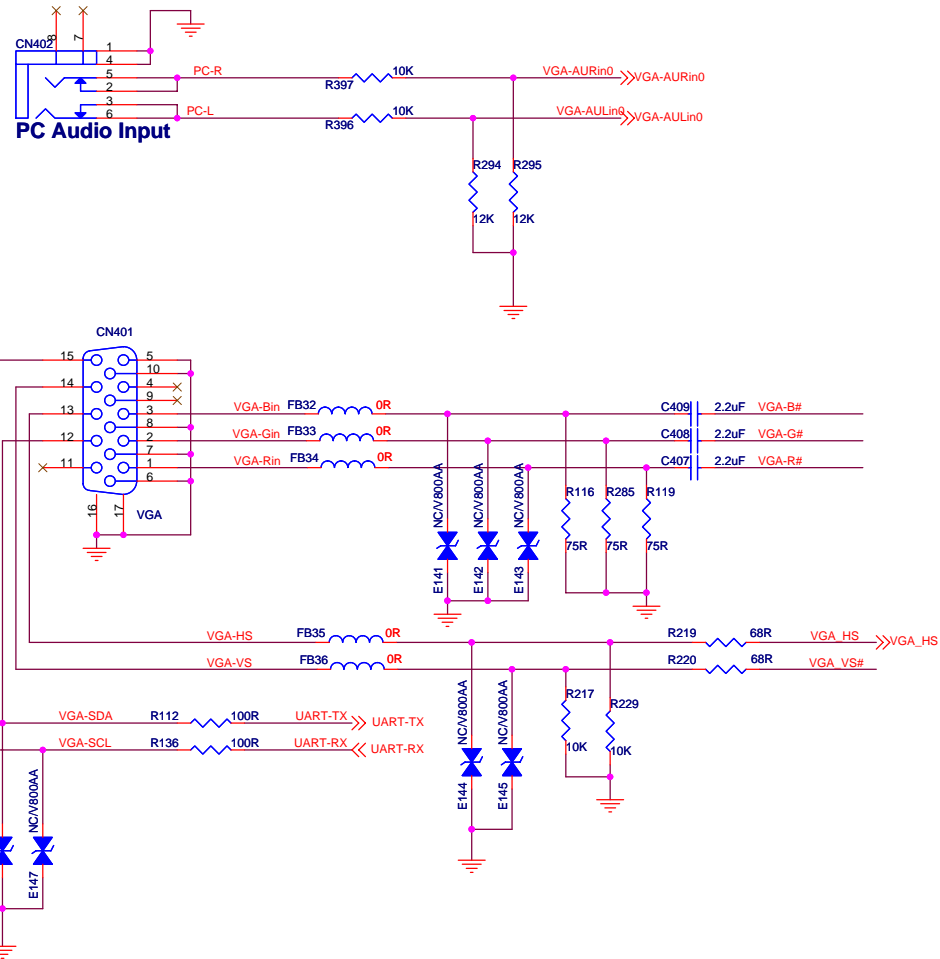 CN402
8
7
1
4
5
2
3
6
PC Audio Input
PC-R
R397
10K
VGA-AURin0
VGA-AURin0
PC-L
R396
10K
VGA-AULin0
VGA-AULin0
R294
R295
12K
12K
CN401
15
5
10
14
4
9
13
3
8
12
2
7
11
1
6
16
17
VGA
VGA-Bin
FB32
0R
C409
2.2uF
VGA-B#
VGA-Gin
FB33
0R
C408
2.2uF
VGA-G#
VGA-Rin
FB34
0R
C407
2.2uF
VGA-R#
NC/V800AA
NC/V800AA
NC/V800AA
R116
R285
R119
75R
75R
75R
E141
E142
E143
VGA-HS
FB35
0R
R219
68R
VGA_HS
VGA_HS
VGA-VS
FB36
0R
R220
68R
VGA_VS#
NC/V800AA
NC/V800AA
R217
R229
10K
10K
E144
E145
VGA-SDA
R112
100R
UART-TX
UART-TX
VGA-SCL
R136
100R
UART-RX
UART-RX
NC/V800AA
E147